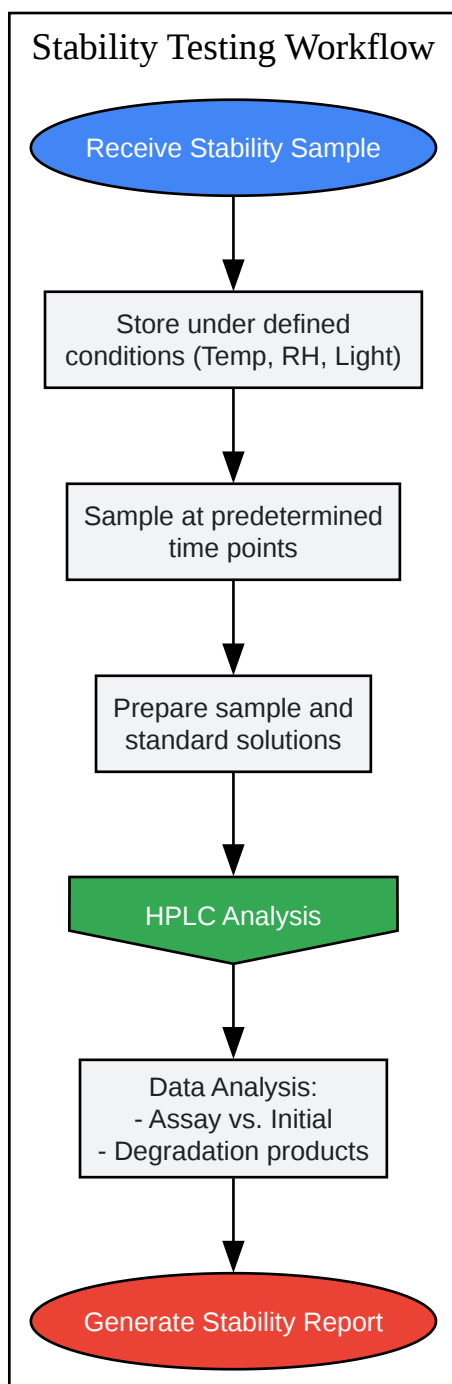 Stability Testing Workflow
Receive Stability Sample
Store under defined
conditions (Temp, RH, Light)
Sample at predetermined
time points
Prepare sample and
standard solutions
HPLC Analysis
Data Analysis:
- Assay vs. Initial
- Degradation products
Generate Stability Report